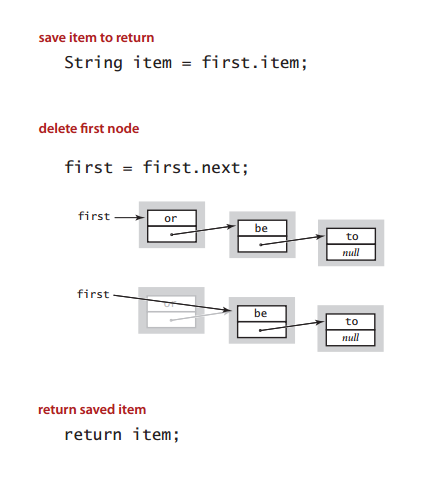 save item to return
String item = first.item;
delete first node
first = first.next;
first
or
be
to
null
first
or
be
to
null
return saved item
return item;